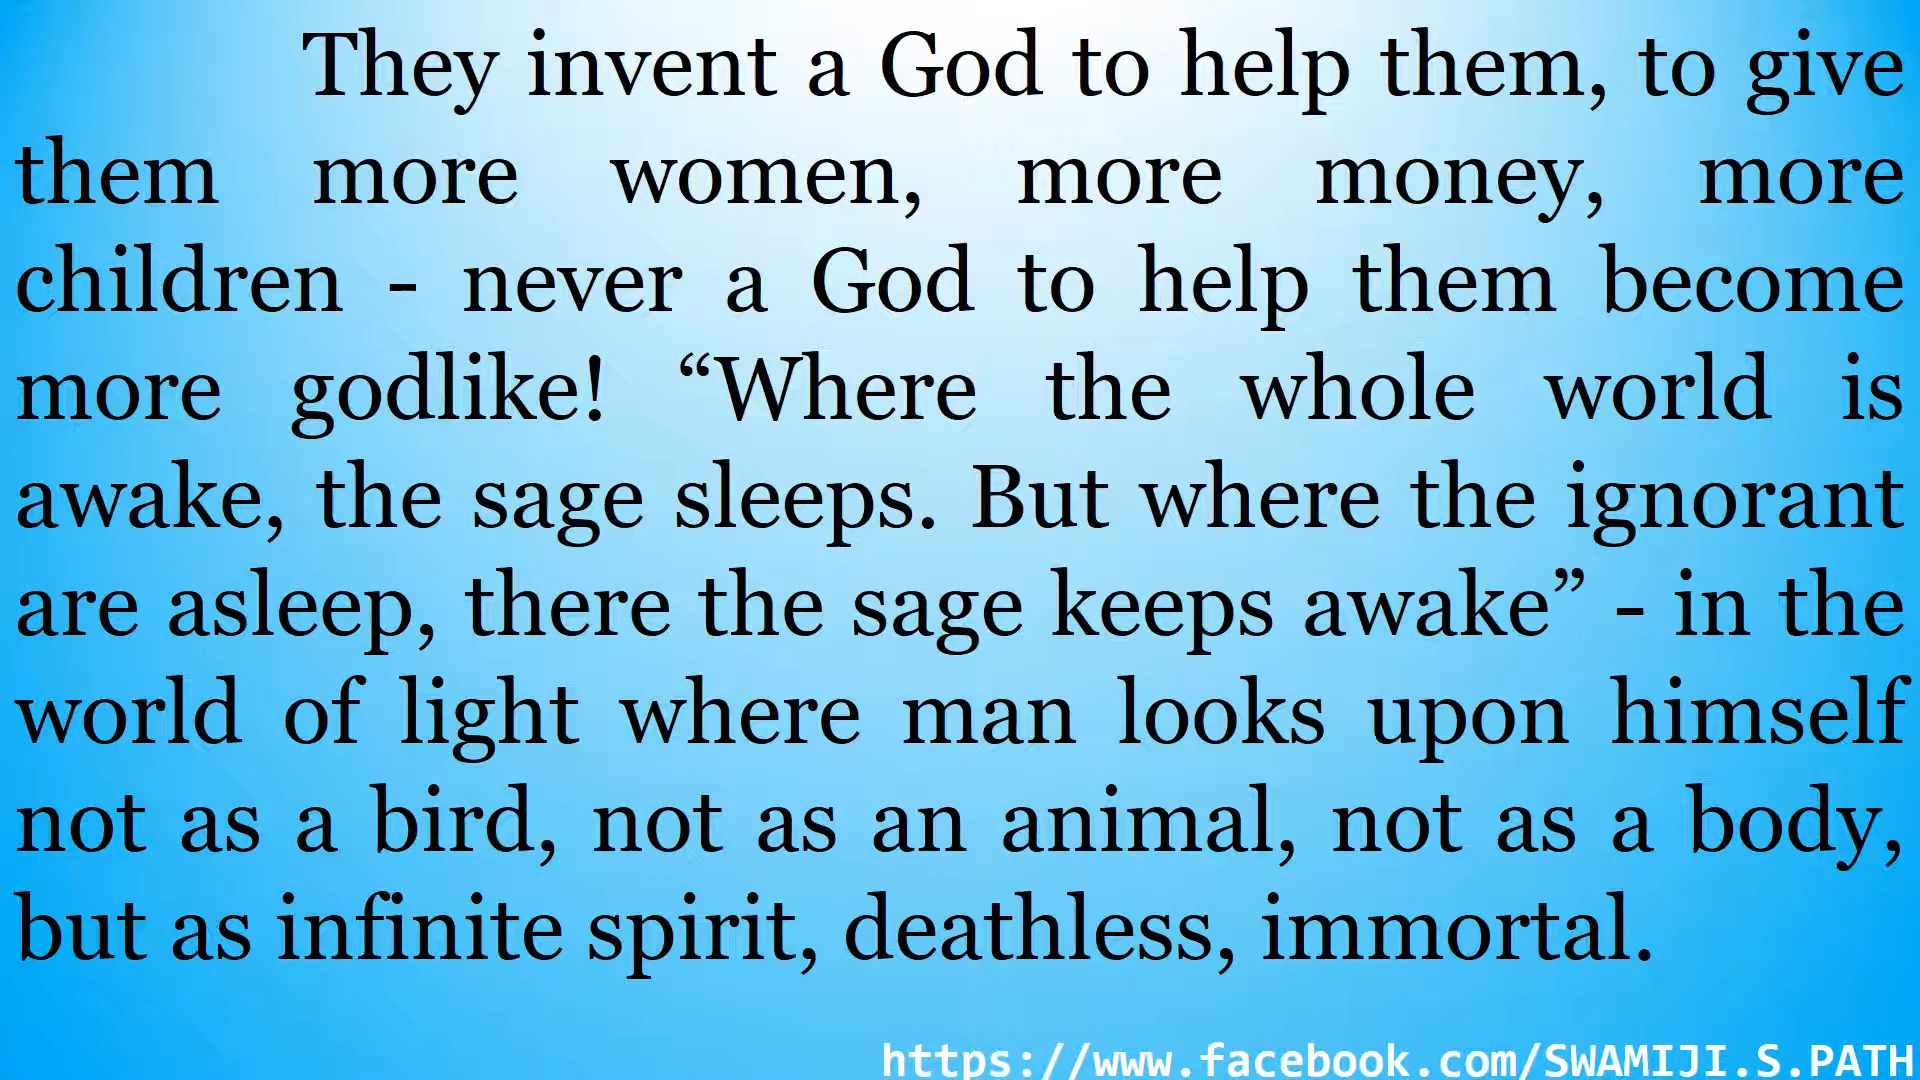 They invent a God to help them, to give
them more women, more money, more
children - never a God to help them become
more godlike! “Where the whole world is
awake, the sage sleeps. But where the ignorant
are asleep, there the sage keeps awake” - in the
world of light where man looks upon himself
not as a bird, not as an animal, not as a body,
but as infinite spirit, deathless, immortal.
https://www.facebook.com/SWAMIJI.S.PATH